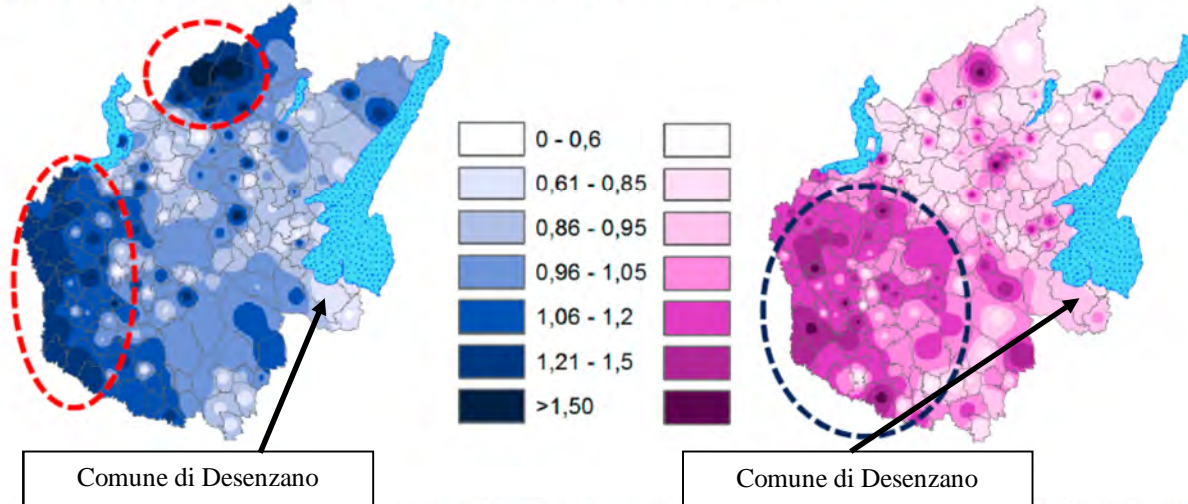 0 - 0,6
0,61 - 0,85
0,86 - 0,95
0,96 - 1,05
1,06 - 1,2
1,21 - 1,5
>1,50
Comune di Desenzano
Comune di Desenzano